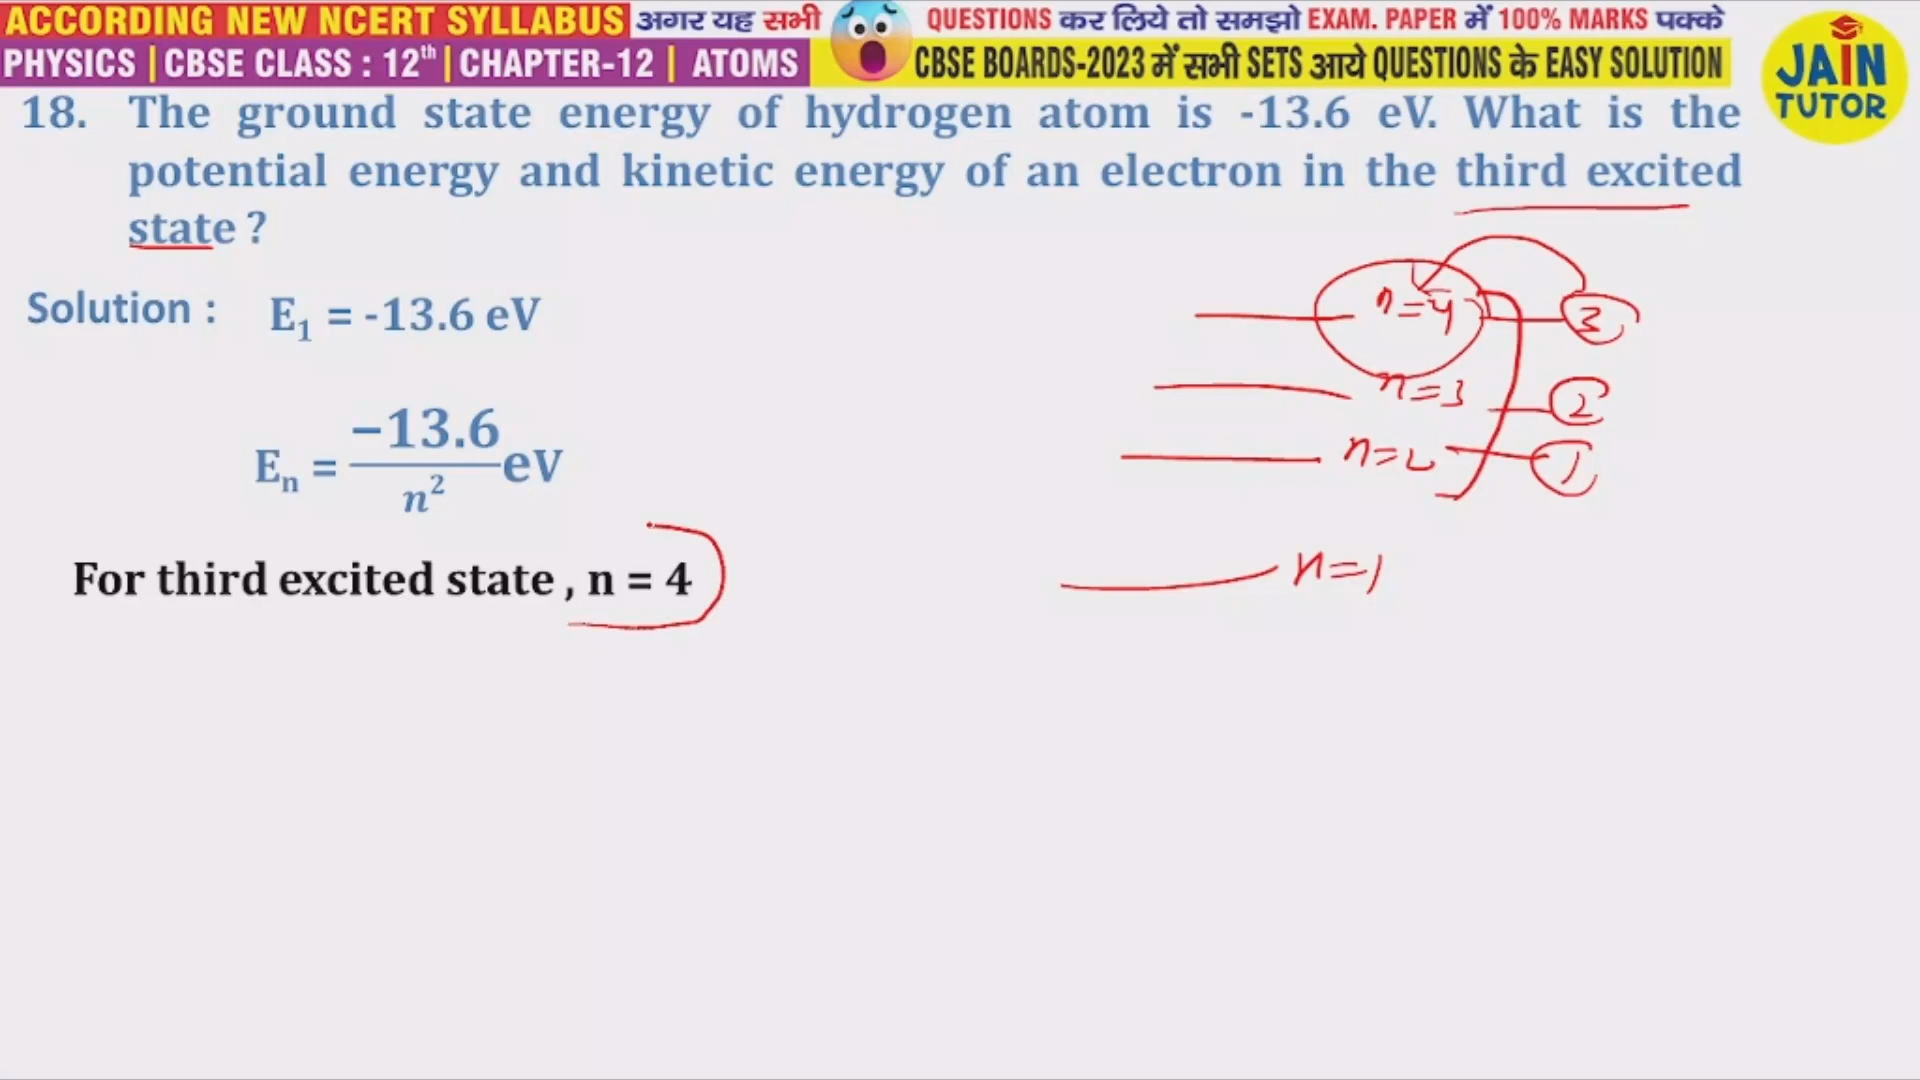 ACCORDING NEW NCERT SYLLABUS अगर यह सभी QUESTIONS कर लिये तो समझो EXAM. PAPER में 100% MARKS पक्के
PHYSICS | CBSE CLASS : 12th | CHAPTER-12 | ATOMS CBSE BOARDS-2023 में सभी SETS आये QUESTIONS के EASY SOLUTION
JAIN
TUTOR
18. The ground state energy of hydrogen atom is -13.6 eV. What is the
potential energy and kinetic energy of an electron in the third excited
state ?
Solution : E₁ = -13.6 eV
n=4 3
n=3 2
Eₙ = −13.6/n² eV
n=2 1
For third excited state , n = 4
n=1